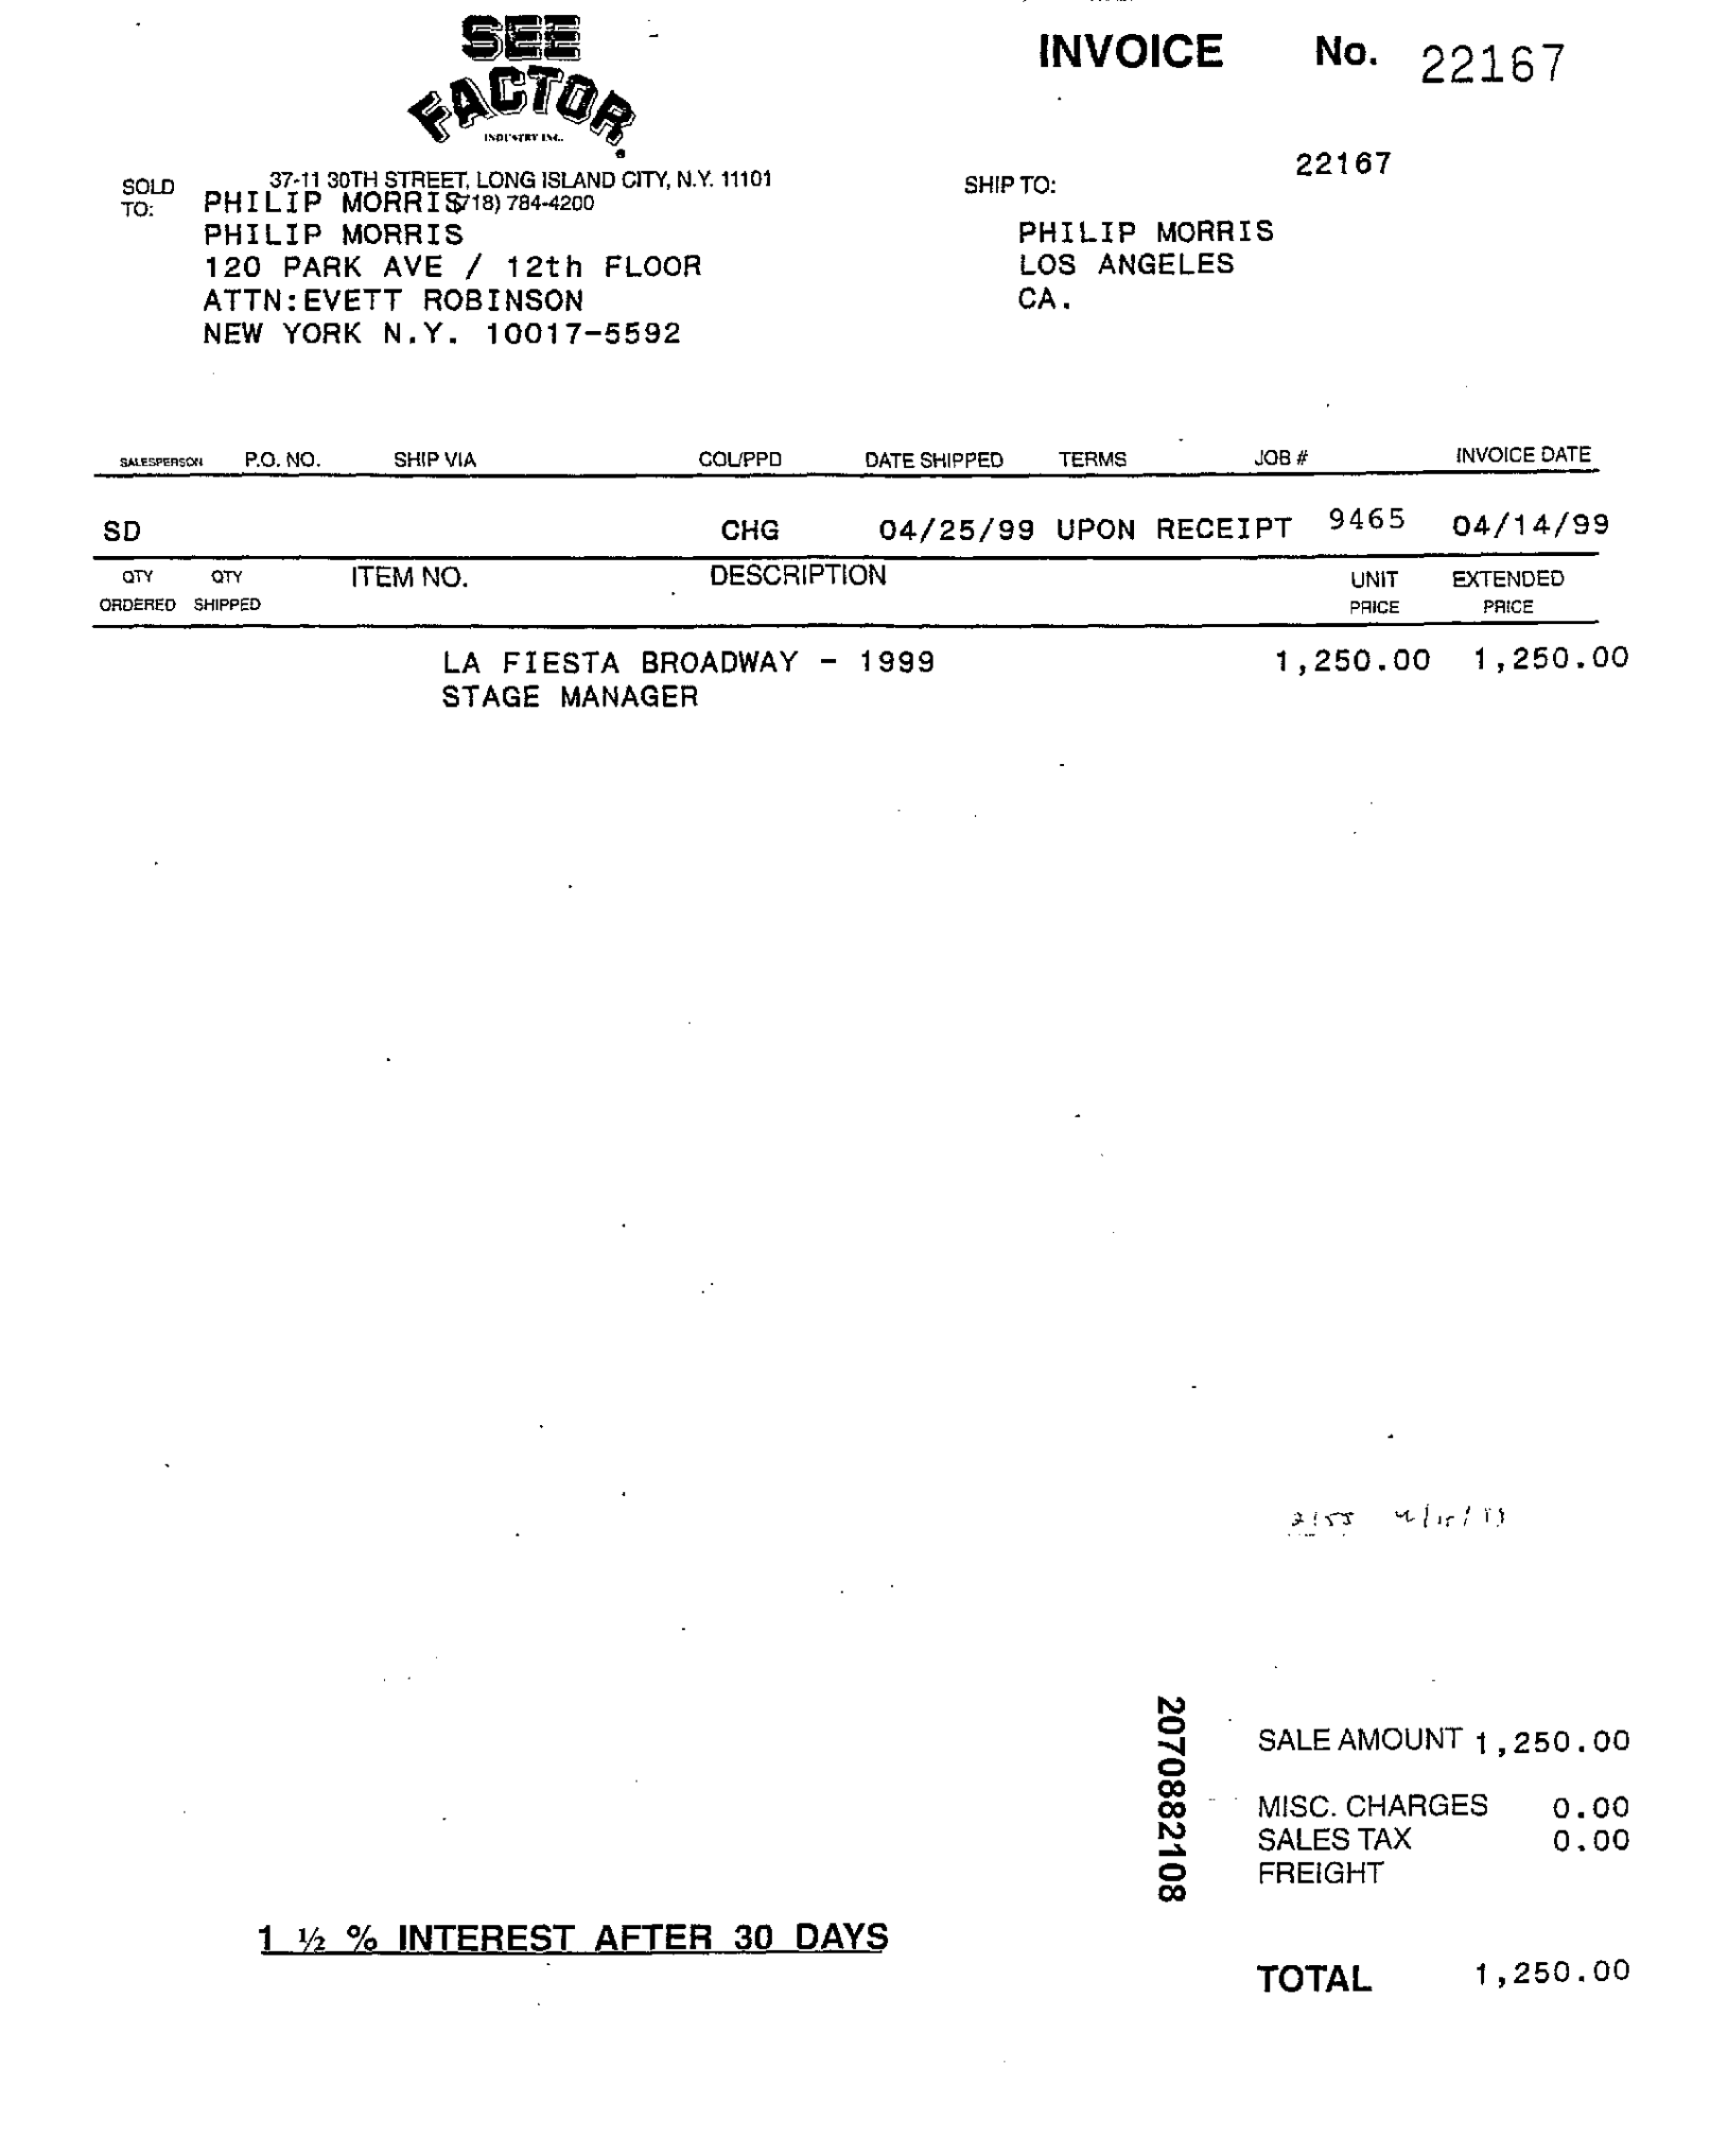 SEE
FACTOR
INDUSTRY INC.
INVOICE No. 22167
22167
37-11 30TH STREET, LONG ISLAND CITY, N.Y. 11101
(718) 784-4200
SOLD TO:
PHILIP MORRIS
PHILIP MORRIS
120 PARK AVE / 12th FLOOR
ATTN:EVETT ROBINSON
NEW YORK N.Y. 10017-5592
SHIP TO:
PHILIP MORRIS
LOS ANGELES
CA.
SALESPERSON P.O. NO. SHIP VIA COL/PPD DATE SHIPPED TERMS JOB # INVOICE DATE
SD CHG 04/25/99 UPON RECEIPT 9465 04/14/99
QTY ORDERED QTY SHIPPED ITEM NO. DESCRIPTION UNIT PRICE EXTENDED PRICE
LA FIESTA BROADWAY - 1999 1,250.00 1,250.00
STAGE MANAGER
2070882108
SALE AMOUNT 1,250.00
MISC. CHARGES 0.00
SALES TAX 0.00
FREIGHT
1 ½ % INTEREST AFTER 30 DAYS
TOTAL 1,250.00